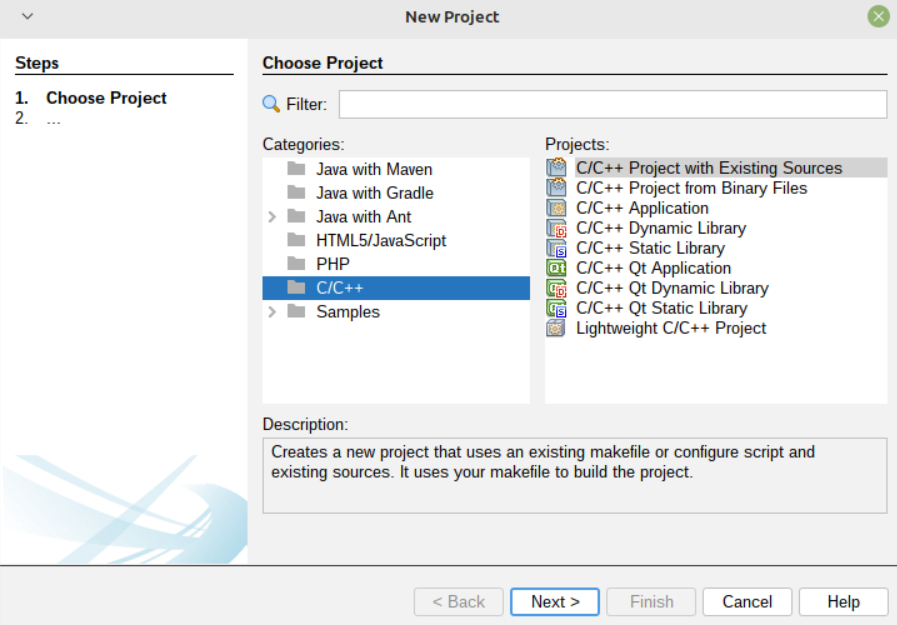 New Project
Steps
1. Choose Project
2. ...
Choose Project
Filter:
Categories:
Java with Maven
Java with Gradle
Java with Ant
HTML5/JavaScript
PHP
C/C++
Samples
Projects:
C/C++ Project with Existing Sources
C/C++ Project from Binary Files
C/C++ Application
C/C++ Dynamic Library
C/C++ Static Library
C/C++ Qt Application
C/C++ Qt Dynamic Library
C/C++ Qt Static Library
Lightweight C/C++ Project
Description:
Creates a new project that uses an existing makefile or configure script and
existing sources. It uses your makefile to build the project.
< Back Next > Finish Cancel Help